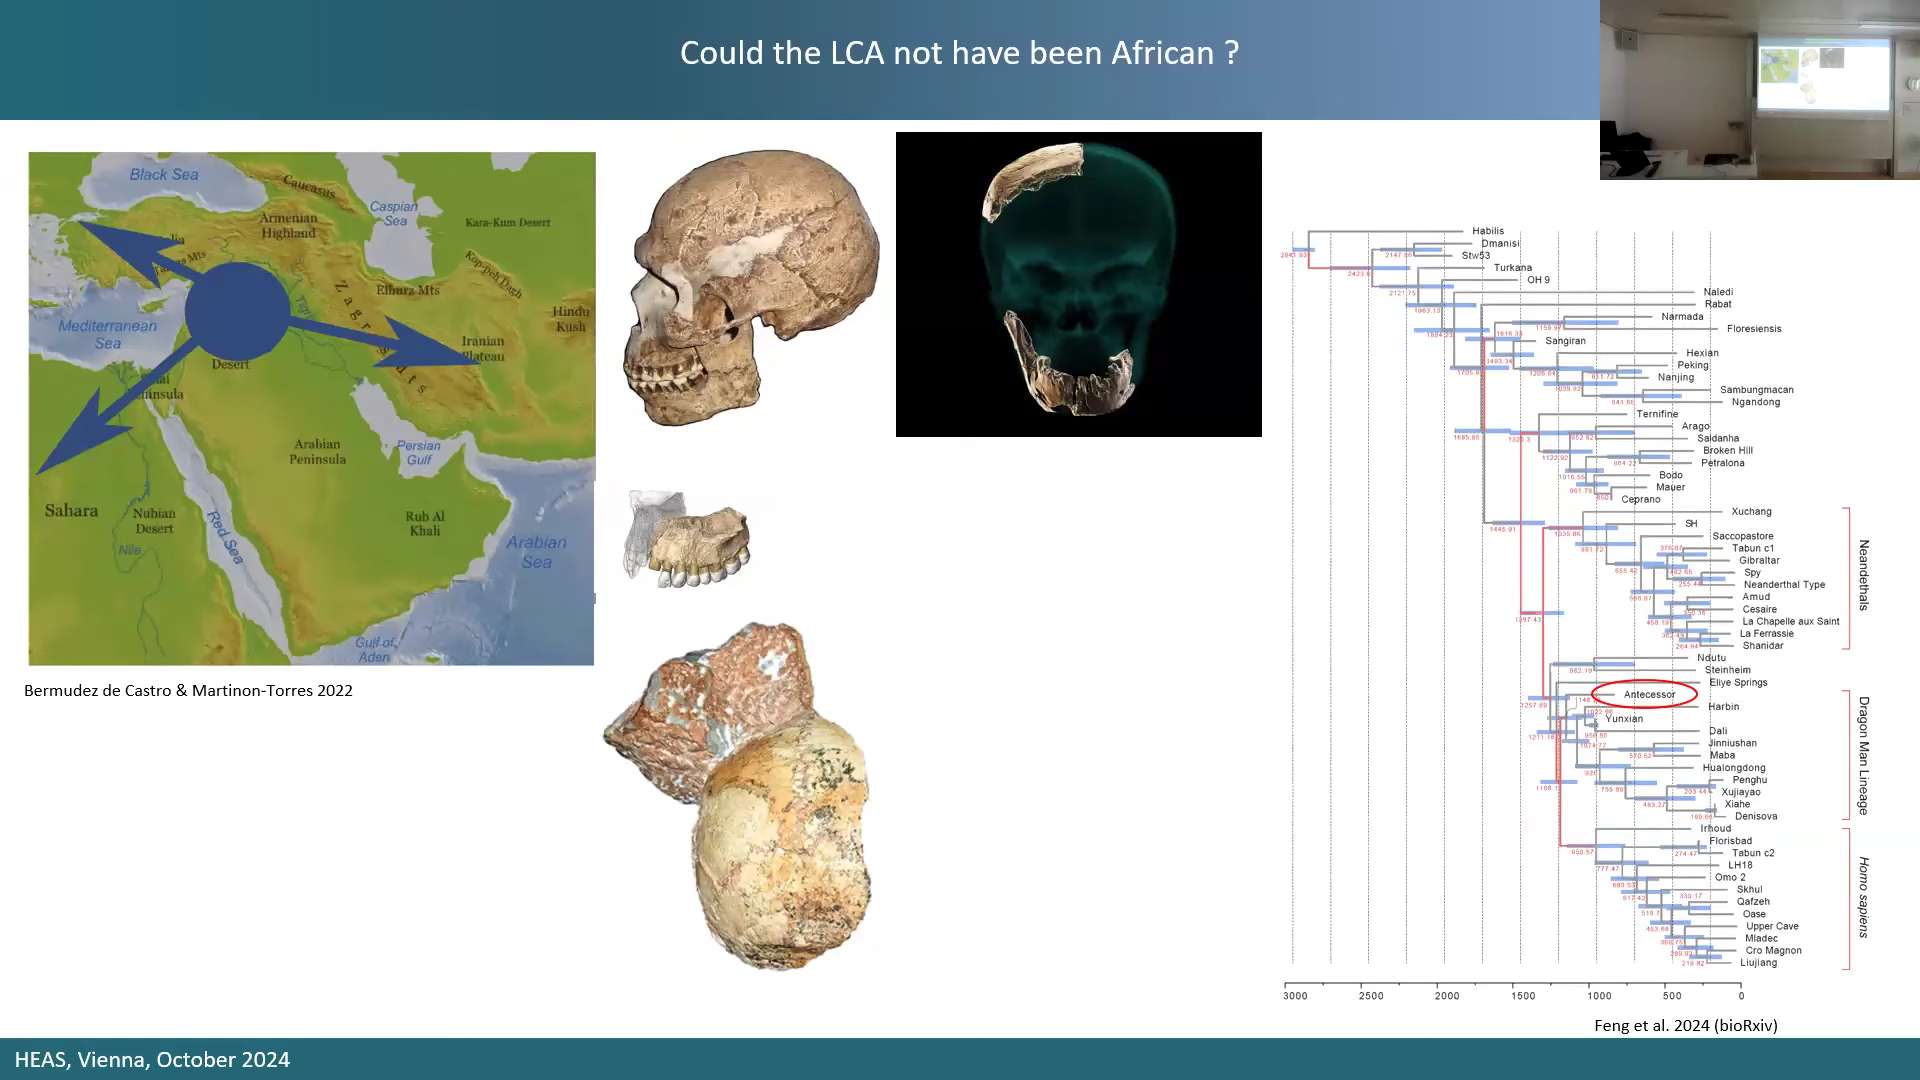 Could the LCA not have been African ?
Black Sea
Caucasus
Caspian
Sea
Kara-Kum Desert
Armenian
Highland
Kop-Peh Dagh
Elburz Mts
Zagr
Hindu
Kush
Mediterranean
Sea
Iranian
Plateau
Desert
Persian
Gulf
Arabian
Peninsula
Sahara
Nubian
Desert
Nile
Red Sea
Rub Al
Khali
Arabian
Sea
Gulf of
Aden
Bermudez de Castro & Martinon-Torres 2022
Habilis
Dmanisi
Stw53
Turkana
OH 9
Naledi
Rabat
Narmada
Floresiensis
Sangiran
Hexian
Peking
Nanjing
Sambungmacan
Ngandong
Ternifine
Arago
Saldanha
Broken Hill
Petralona
Bodo
Mauer
Ceprano
Xuchang
SH
Saccopastore
Tabun c1
Gibraltar
Spy
Neanderthal Type
Amud
Cesaire
La Chapelle aux Saint
La Ferrassie
Shanidar
Neandethals
Ndutu
Steinheim
Eliye Springs
Antecessor
Harbin
Yunxian
Dali
Jinniushan
Maba
Hualongdong
Penghu
Xujiayao
Xiahe
Denisova
Dragon Man Lineage
Irhoud
Florisbad
Tabun c2
LH18
Omo 2
Skhul
Qafzeh
Oase
Upper Cave
Mladec
Cro Magnon
Liujiang
Homo sapiens
3000 2500 2000 1500 1000 500 0
Feng et al. 2024 (bioRxiv)
HEAS, Vienna, October 2024